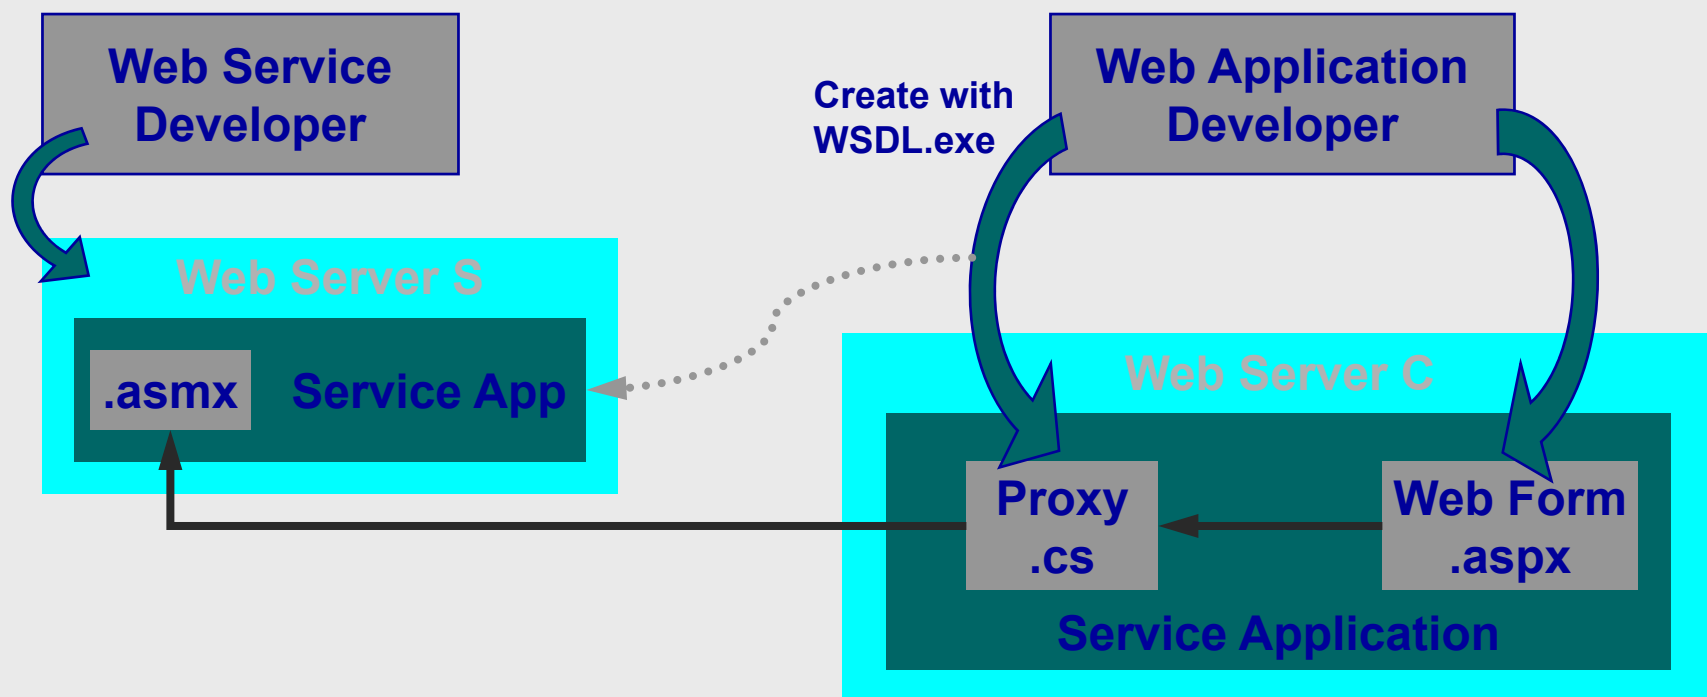 Web Service
Developer
Create with
WSDL.exe
Web Application
Developer
Web Server S
.asmx
Service App
Web Server C
Proxy
.cs
Web Form
.aspx
Service Application